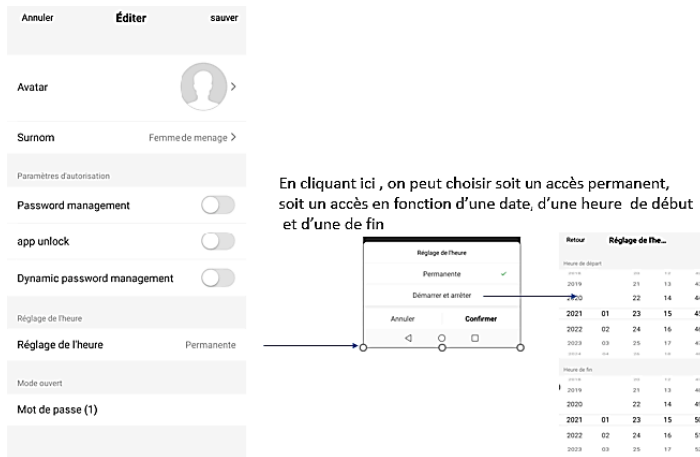 Annuler Éditer sauver
Avatar
Surnom Femme de menage
Paramètres d'autorisation
Password management
app unlock
Dynamic password management
Réglage de l'heure
Réglage de l'heure Permanente
Mode ouvert
Mot de passe (1)
En cliquant ici , on peut choisir soit un accès permanent,
soit un accès en fonction d'une date, d'une heure de début
et d'une de fin
Réglage de l'heure
Permanente
Démarrer et arrêter
Annuler Confirmer
Retour Réglage de l'he...
Heure de départ
2019 21 13
2020 22 14
2021 01 23 15
2022 02 24 16
2023 03 25 17
Heure de fin
2019 21 13
2020 22 14
2021 01 23 15
2022 02 24 16
2023 03 25 17